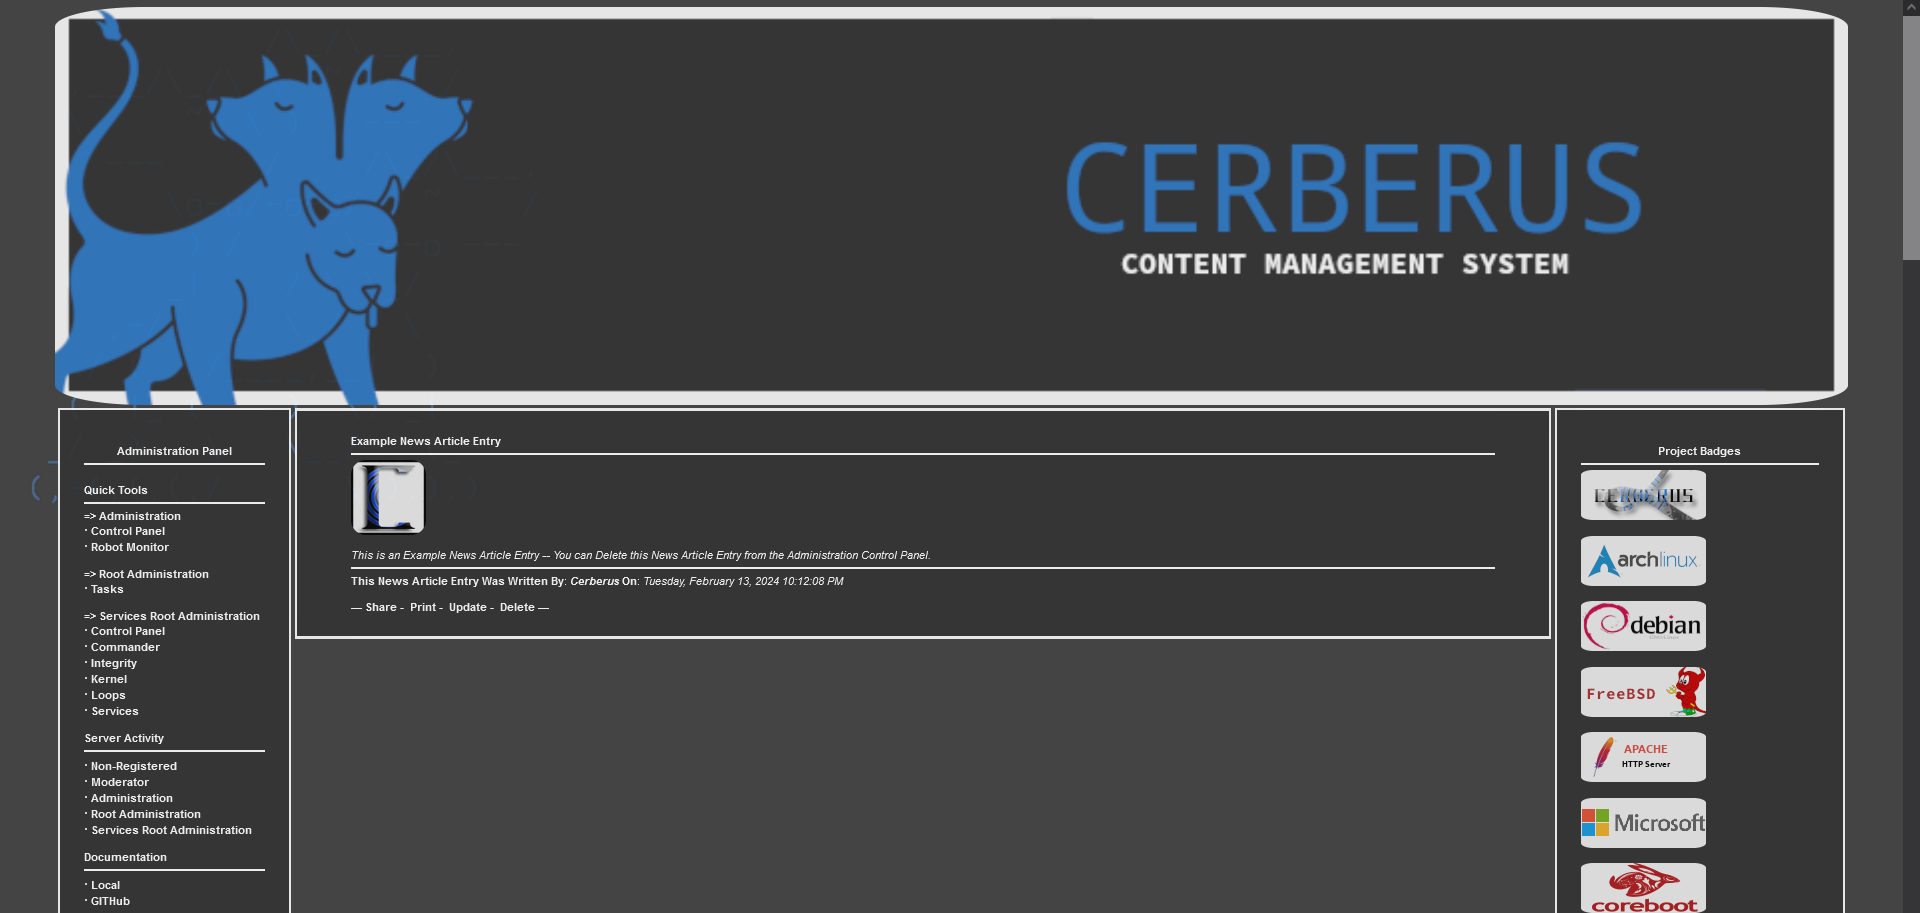 CERBERUS
CONTENT MANAGEMENT SYSTEM
Administration Panel
Quick Tools
=> Administration
· Control Panel
· Robot Monitor
=> Root Administration
· Tasks
=> Services Root Administration
· Control Panel
· Commander
· Integrity
· Kernel
· Loops
· Services
Server Activity
· Non-Registered
· Moderator
· Administration
· Root Administration
· Services Root Administration
Documentation
· Local
· GITHub
Example News Article Entry
This is an Example News Article Entry -- You can Delete this News Article Entry from the Administration Control Panel.
This News Article Entry Was Written By: Cerberus On: Tuesday, February 13, 2024 10:12:08 PM
— Share - Print - Update - Delete —
Project Badges
CERBERUS
archlinux
debian
FreeBSD
APACHE
HTTP Server
Microsoft
coreboot